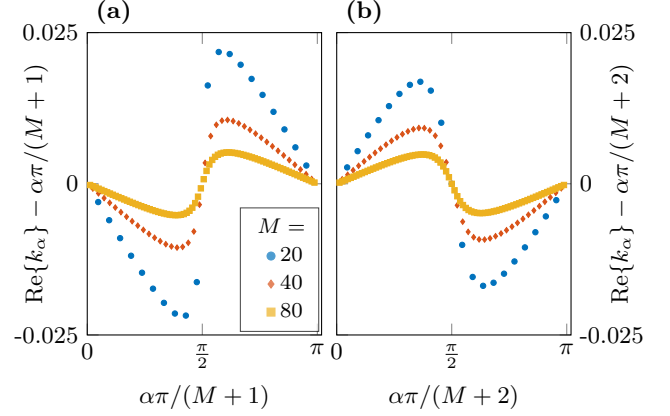 (a)
(b)
0.025
0
-0.025
Re{k_α} − απ/(M + 1)
M =
20
40
80
0
π/2
π
απ/(M + 1)
0
π/2
π
απ/(M + 2)
0.025
0
-0.025
Re{k_α} − απ/(M + 2)